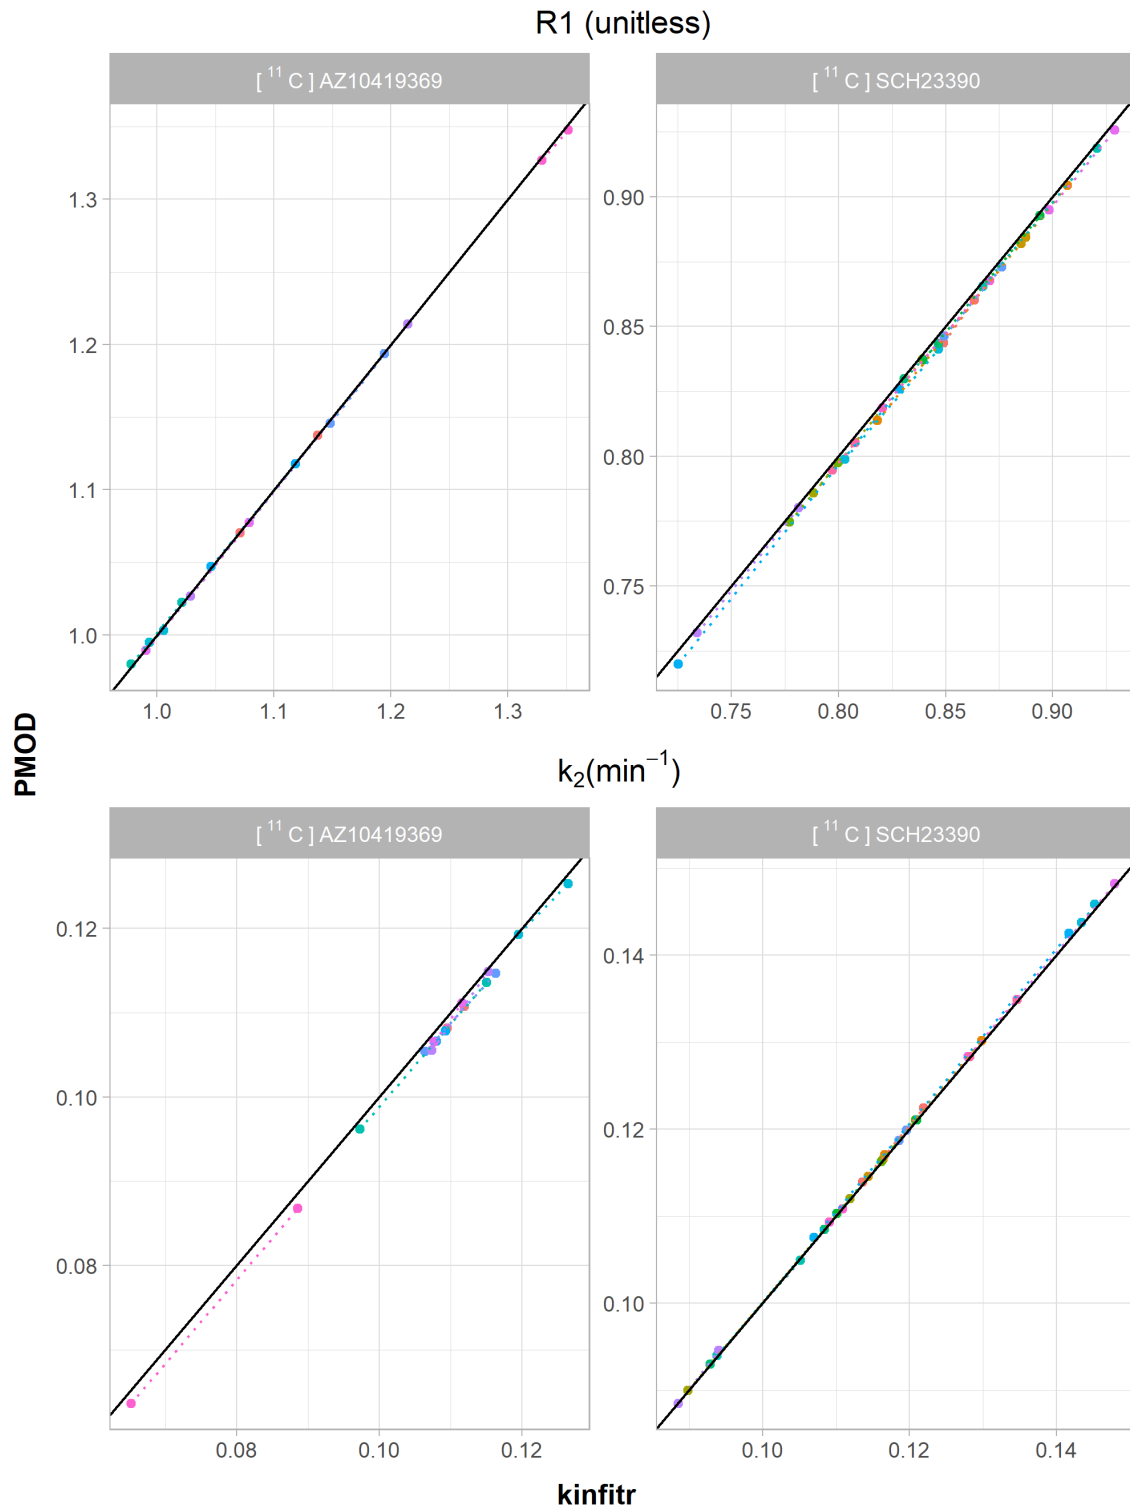 R1 (unitless)
[ ¹¹ C ] AZ10419369
[ ¹¹ C ] SCH23390
1.3
1.2
1.1
1.0
0.90
0.85
0.80
0.75
1.0 1.1 1.2 1.3
0.75 0.80 0.85 0.90
PMOD
k₂(min⁻¹)
[ ¹¹ C ] AZ10419369
[ ¹¹ C ] SCH23390
0.12
0.10
0.08
0.14
0.12
0.10
0.08 0.10 0.12
0.10 0.12 0.14
kinfitr